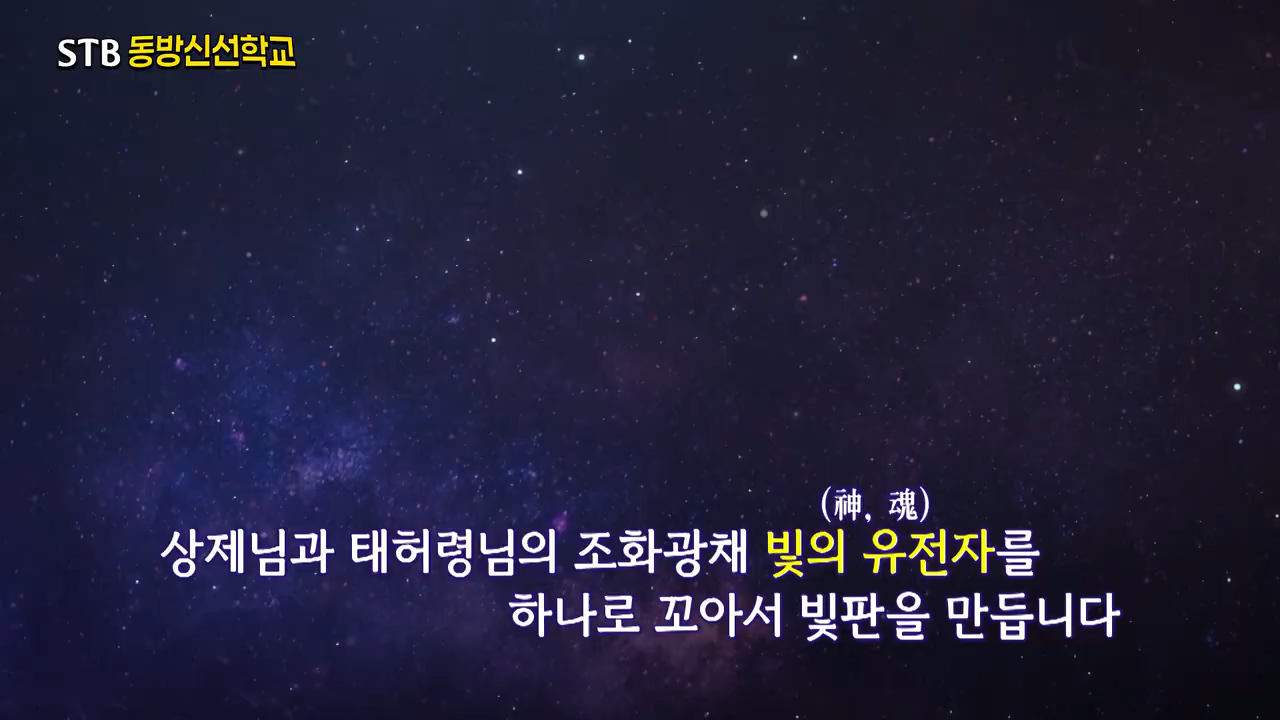 STB 동방신선학교
(神, 魂)
상제님과 태허령님의 조화광채 빛의 유전자를
하나로 꼬아서 빛판을 만듭니다